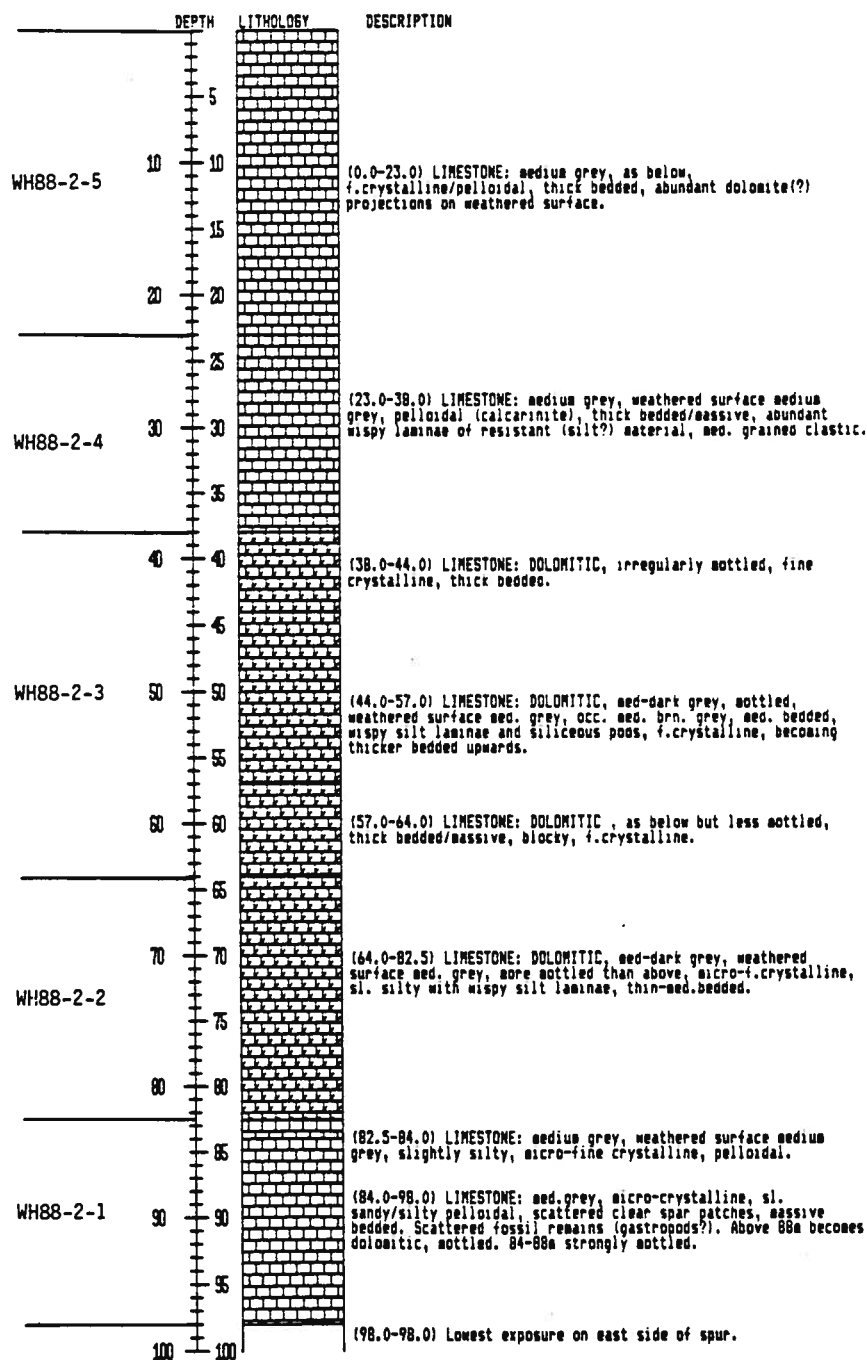 DEPTH LITHOLOGY DESCRIPTION
5
10 10
WH88-2-5
(0.0-23.0) LIMESTONE: medium grey, as below,
f.crystalline/pelloidal, thick bedded, abundant dolomite(?)
projections on weathered surface.
15
20 20
25
(23.0-38.0) LIMESTONE: medium grey, weathered surface medium
grey, pelloidal (calcarinite), thick bedded/massive, abundant
wispy laminae of resistant (silt?) material, med. grained clastic.
30 30
WH88-2-4
35
40 40
(38.0-44.0) LIMESTONE: DOLOMITIC, irregularly mottled, fine
crystalline, thick bedded.
45
WH88-2-3
50 50
(44.0-57.0) LIMESTONE: DOLOMITIC, med-dark grey, mottled,
weathered surface med. grey, occ. med. brn. grey, med. bedded,
wispy silt laminae and siliceous pods, f.crystalline, becoming
thicker bedded upwards.
55
60 60
(57.0-64.0) LIMESTONE: DOLOMITIC , as below but less mottled,
thick bedded/massive, blocky, f.crystalline.
65
70 70
(64.0-82.5) LIMESTONE: DOLOMITIC, med-dark grey, weathered
surface med. grey, more mottled than above, micro-f.crystalline,
sl. silty with wispy silt laminae, thin-med.bedded.
WH88-2-2
75
80 80
(82.5-84.0) LIMESTONE: medium grey, weathered surface medium
grey, slightly silty, micro-fine crystalline, pelloidal.
85
WH88-2-1
90 90
(84.0-98.0) LIMESTONE: med.grey, micro-crystalline, sl.
sandy/silty pelloidal, scattered clear spar patches, massive
bedded. Scattered fossil remains (gastropods?). Above 88m becomes
dolomitic, mottled. 84-88m strongly mottled.
95
(98.0-98.0) Lowest exposure on east side of spur.
100 100